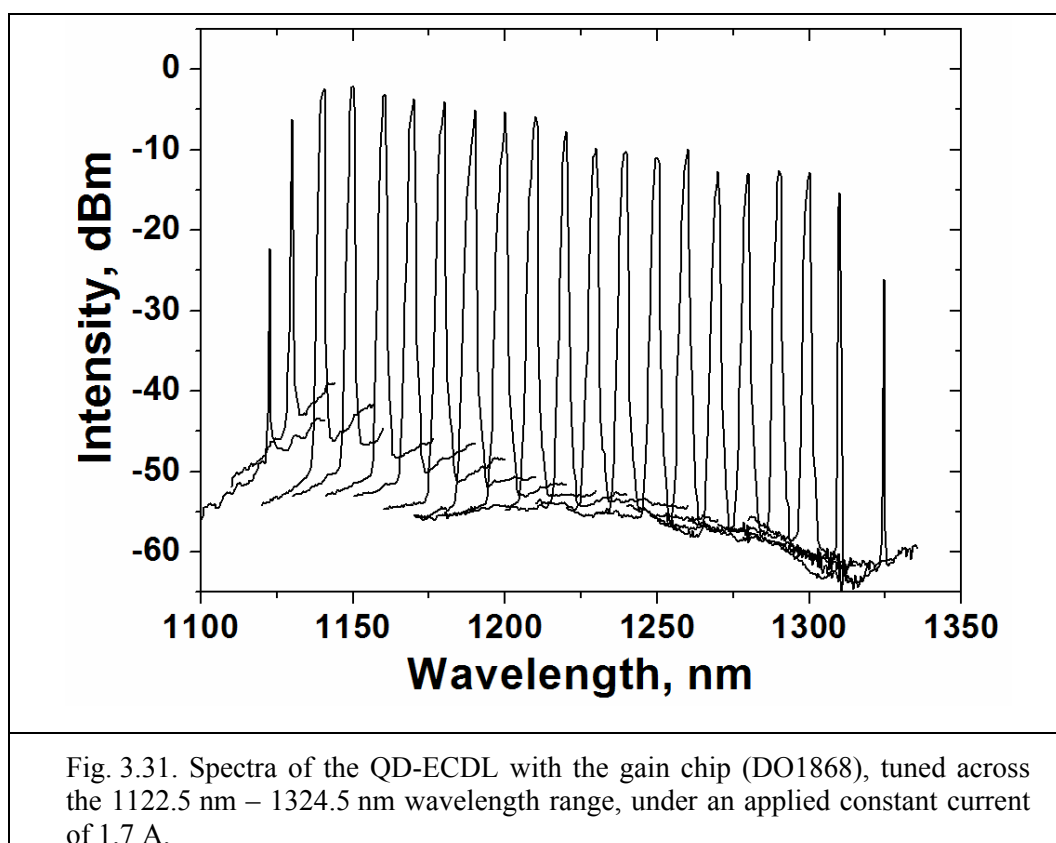 0
-10
-20
-30
-40
-50
-60
Intensity, dBm
1100 1150 1200 1250 1300 1350
Wavelength, nm
Fig. 3.31. Spectra of the QD-ECDL with the gain chip (DO1868), tuned across
the 1122.5 nm – 1324.5 nm wavelength range, under an applied constant current
of 1.7 A.